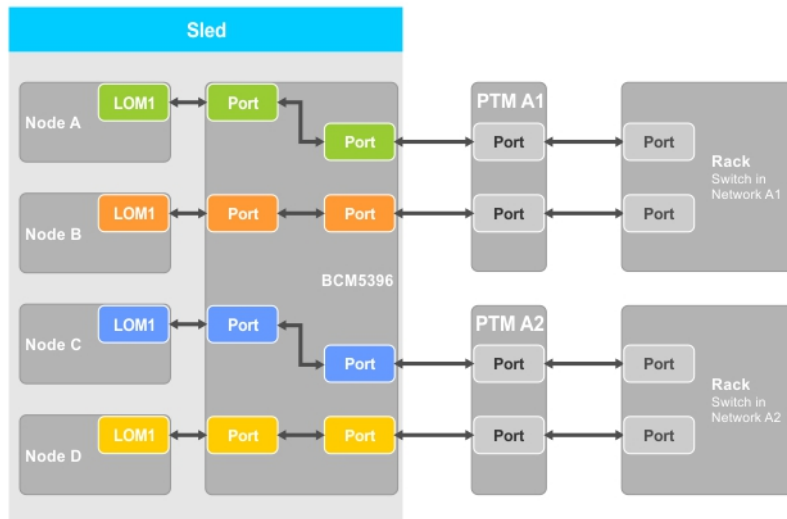 Sled
Node A
LOM1
Port
Port
PTM A1
Port
Port
Rack
Switch in
Network A1
Node B
LOM1
Port
Port
Port
Port
BCM5396
Node C
LOM1
Port
Port
PTM A2
Port
Port
Rack
Switch in
Network A2
Node D
LOM1
Port
Port
Port
Port